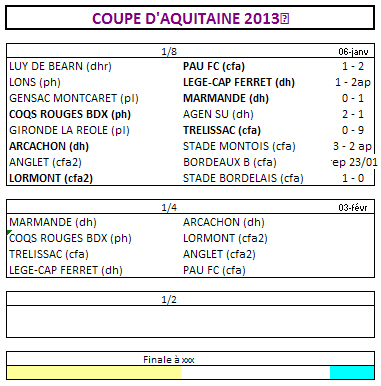 COUPE D'AQUITAINE 2013
1/8 06-janv
LUY DE BEARN (dhr) PAU FC (cfa) 1 - 2
LONS (ph) LEGE-CAP FERRET (dh) 1 - 2ap
GENSAC MONTCARET (pl) MARMANDE (dh) 0 - 1
COQS ROUGES BDX (ph) AGEN SU (dh) 2 - 1
GIRONDE LA REOLE (pl) TRELISSAC (cfa) 0 - 9
ARCACHON (dh) STADE MONTOIS (cfa) 3 - 2 ap
ANGLET (cfa2) BORDEAUX B (cfa) rep 23/01
LORMONT (cfa2) STADE BORDELAIS (cfa) 1 - 0
1/4 03-févr
MARMANDE (dh) ARCACHON (dh)
COQS ROUGES BDX (ph) LORMONT (cfa2)
TRELISSAC (cfa) ANGLET (cfa2)
LEGE-CAP FERRET (dh) PAU FC (cfa)
1/2
Finale à xxx